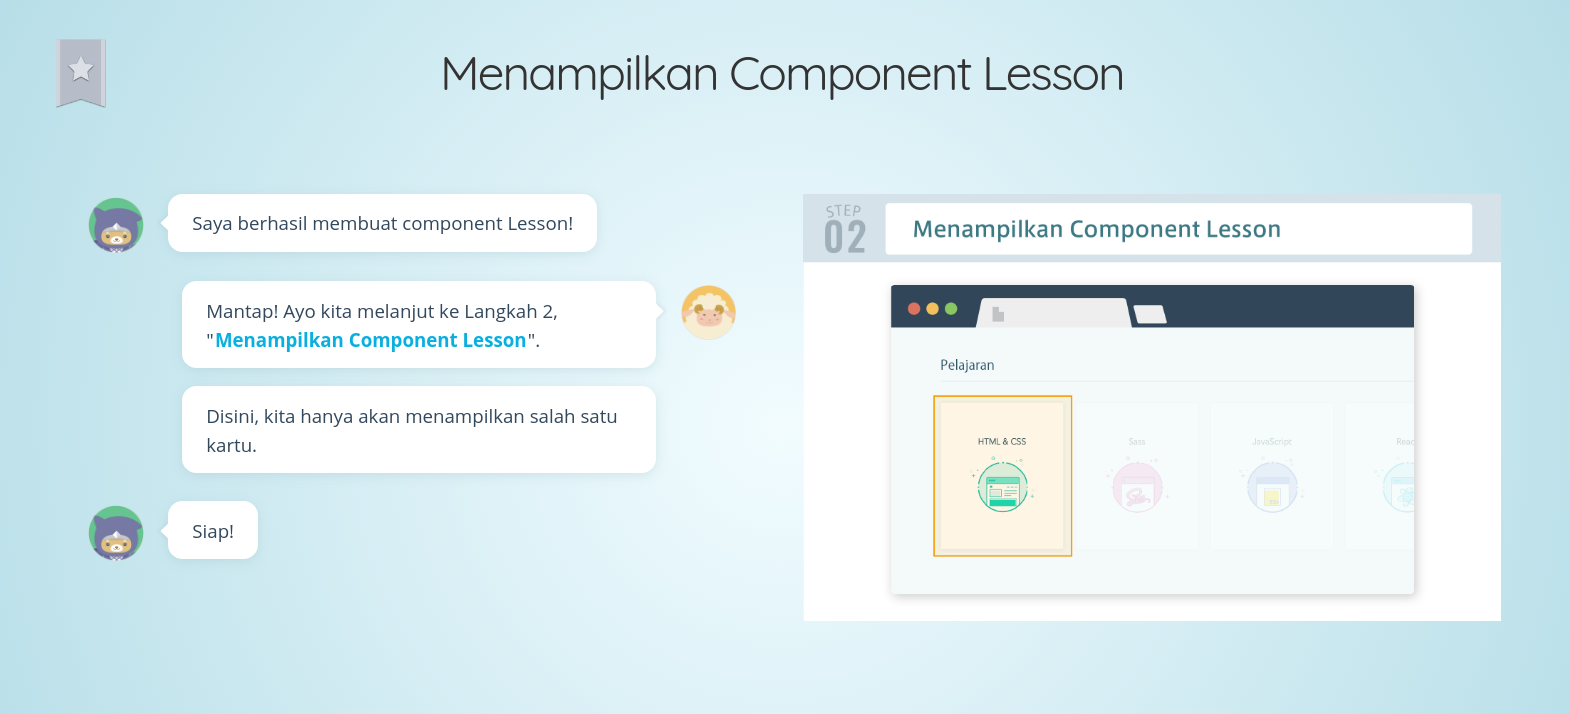 Menampilkan Component Lesson
Saya berhasil membuat component Lesson!
Mantap! Ayo kita melanjut ke Langkah 2,
"Menampilkan Component Lesson".
Disini, kita hanya akan menampilkan salah satu
kartu.
Siap!
STEP
02
Menampilkan Component Lesson
Pelajaran
HTML & CSS
Sass
JavaScript
Reac